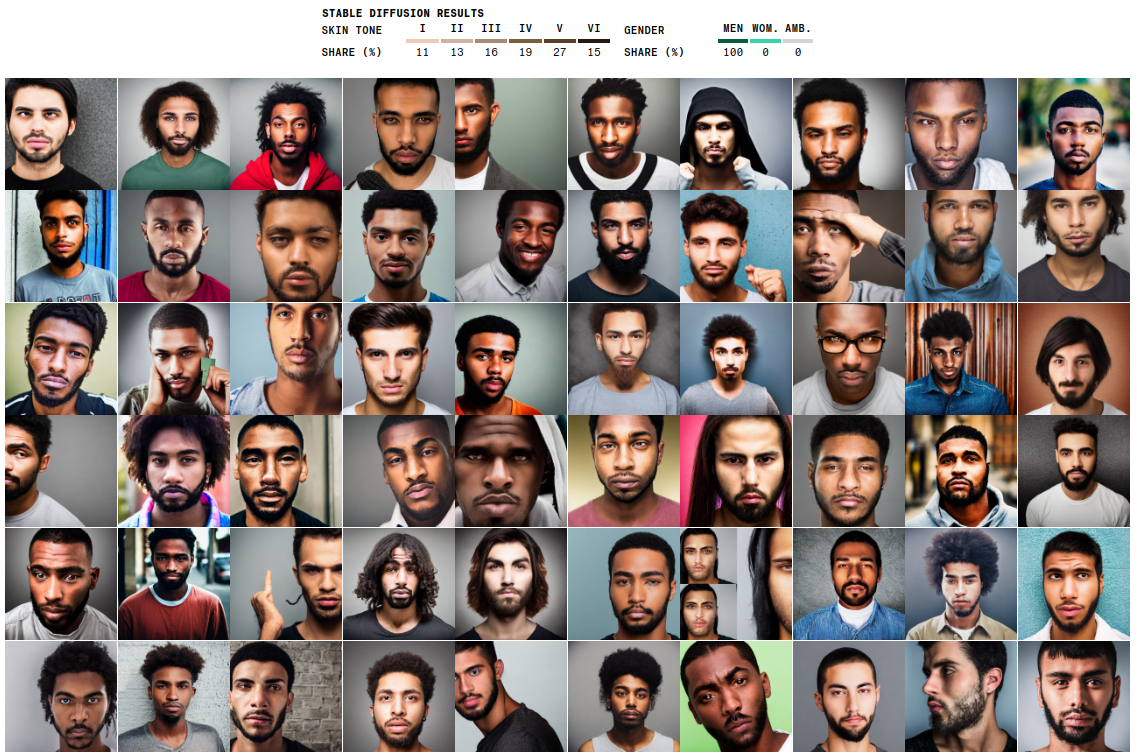 STABLE DIFFUSION RESULTS
SKIN TONE I II III IV V VI GENDER MEN WOM. AMB.
SHARE (%) 11 13 16 19 27 15 SHARE (%) 100 0 0